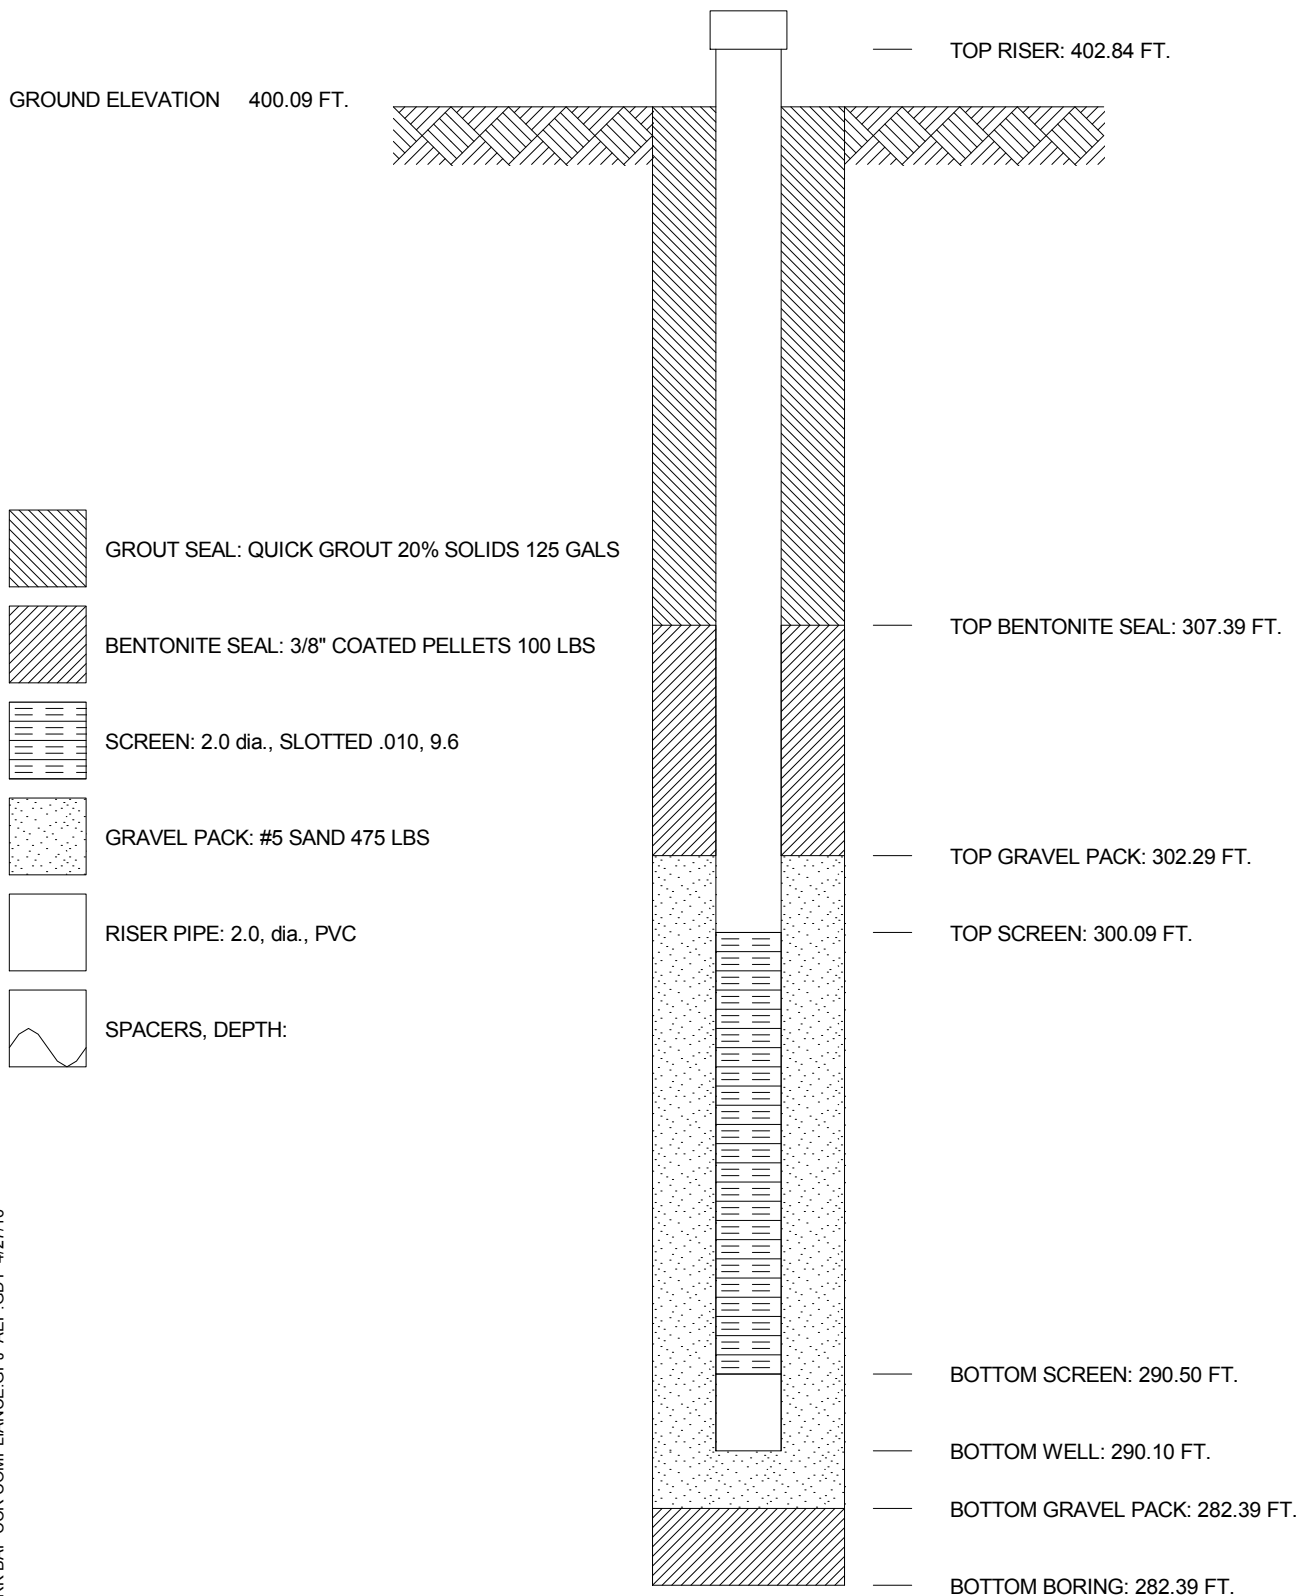 TOP RISER: 402.84 FT.
GROUND ELEVATION 400.09 FT.
GROUT SEAL: QUICK GROUT 20% SOLIDS 125 GALS
BENTONITE SEAL: 3/8" COATED PELLETS 100 LBS
SCREEN: 2.0 dia., SLOTTED .010, 9.6
GRAVEL PACK: #5 SAND 475 LBS
RISER PIPE: 2.0, dia., PVC
SPACERS, DEPTH:
TOP BENTONITE SEAL: 307.39 FT.
TOP GRAVEL PACK: 302.29 FT.
TOP SCREEN: 300.09 FT.
BOTTOM SCREEN: 290.50 FT.
BOTTOM WELL: 290.10 FT.
BOTTOM GRAVEL PACK: 282.39 FT.
BOTTOM BORING: 282.39 FT.